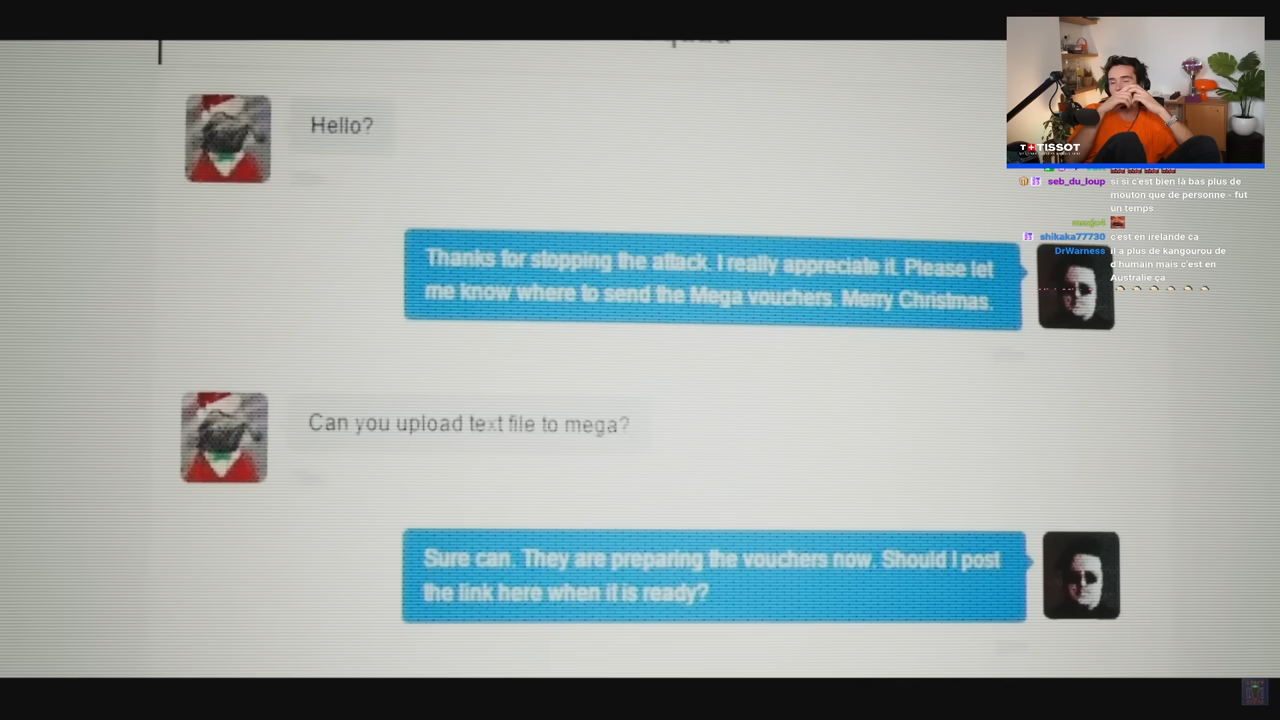 Hello?
Thanks for stopping the attack. I really appreciate it. Please let
me know where to send the Mega vouchers. Merry Christmas.
Can you upload text file to mega?
Sure can. They are preparing the vouchers now. Should I post
the link here when it is ready?
T+TISSOT
seb_du_loup si si c'est bien là bas plus de
mouton que de personne - fut
un temps
shikaka77730 c'est en irelande ca
DrWarness il a plus de kangourou de
d'humain mais c'est en
Australie ça